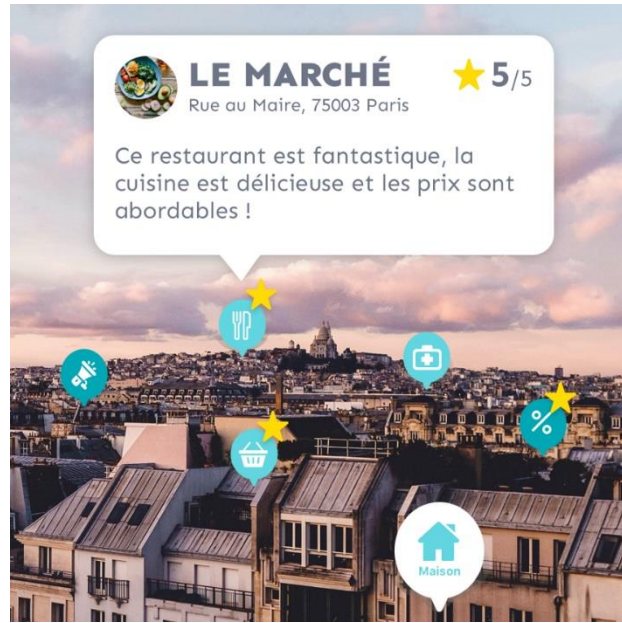 LE MARCHÉ
5/5
Rue au Maire, 75003 Paris
Ce restaurant est fantastique, la
cuisine est délicieuse et les prix sont
abordables !
%
Maison